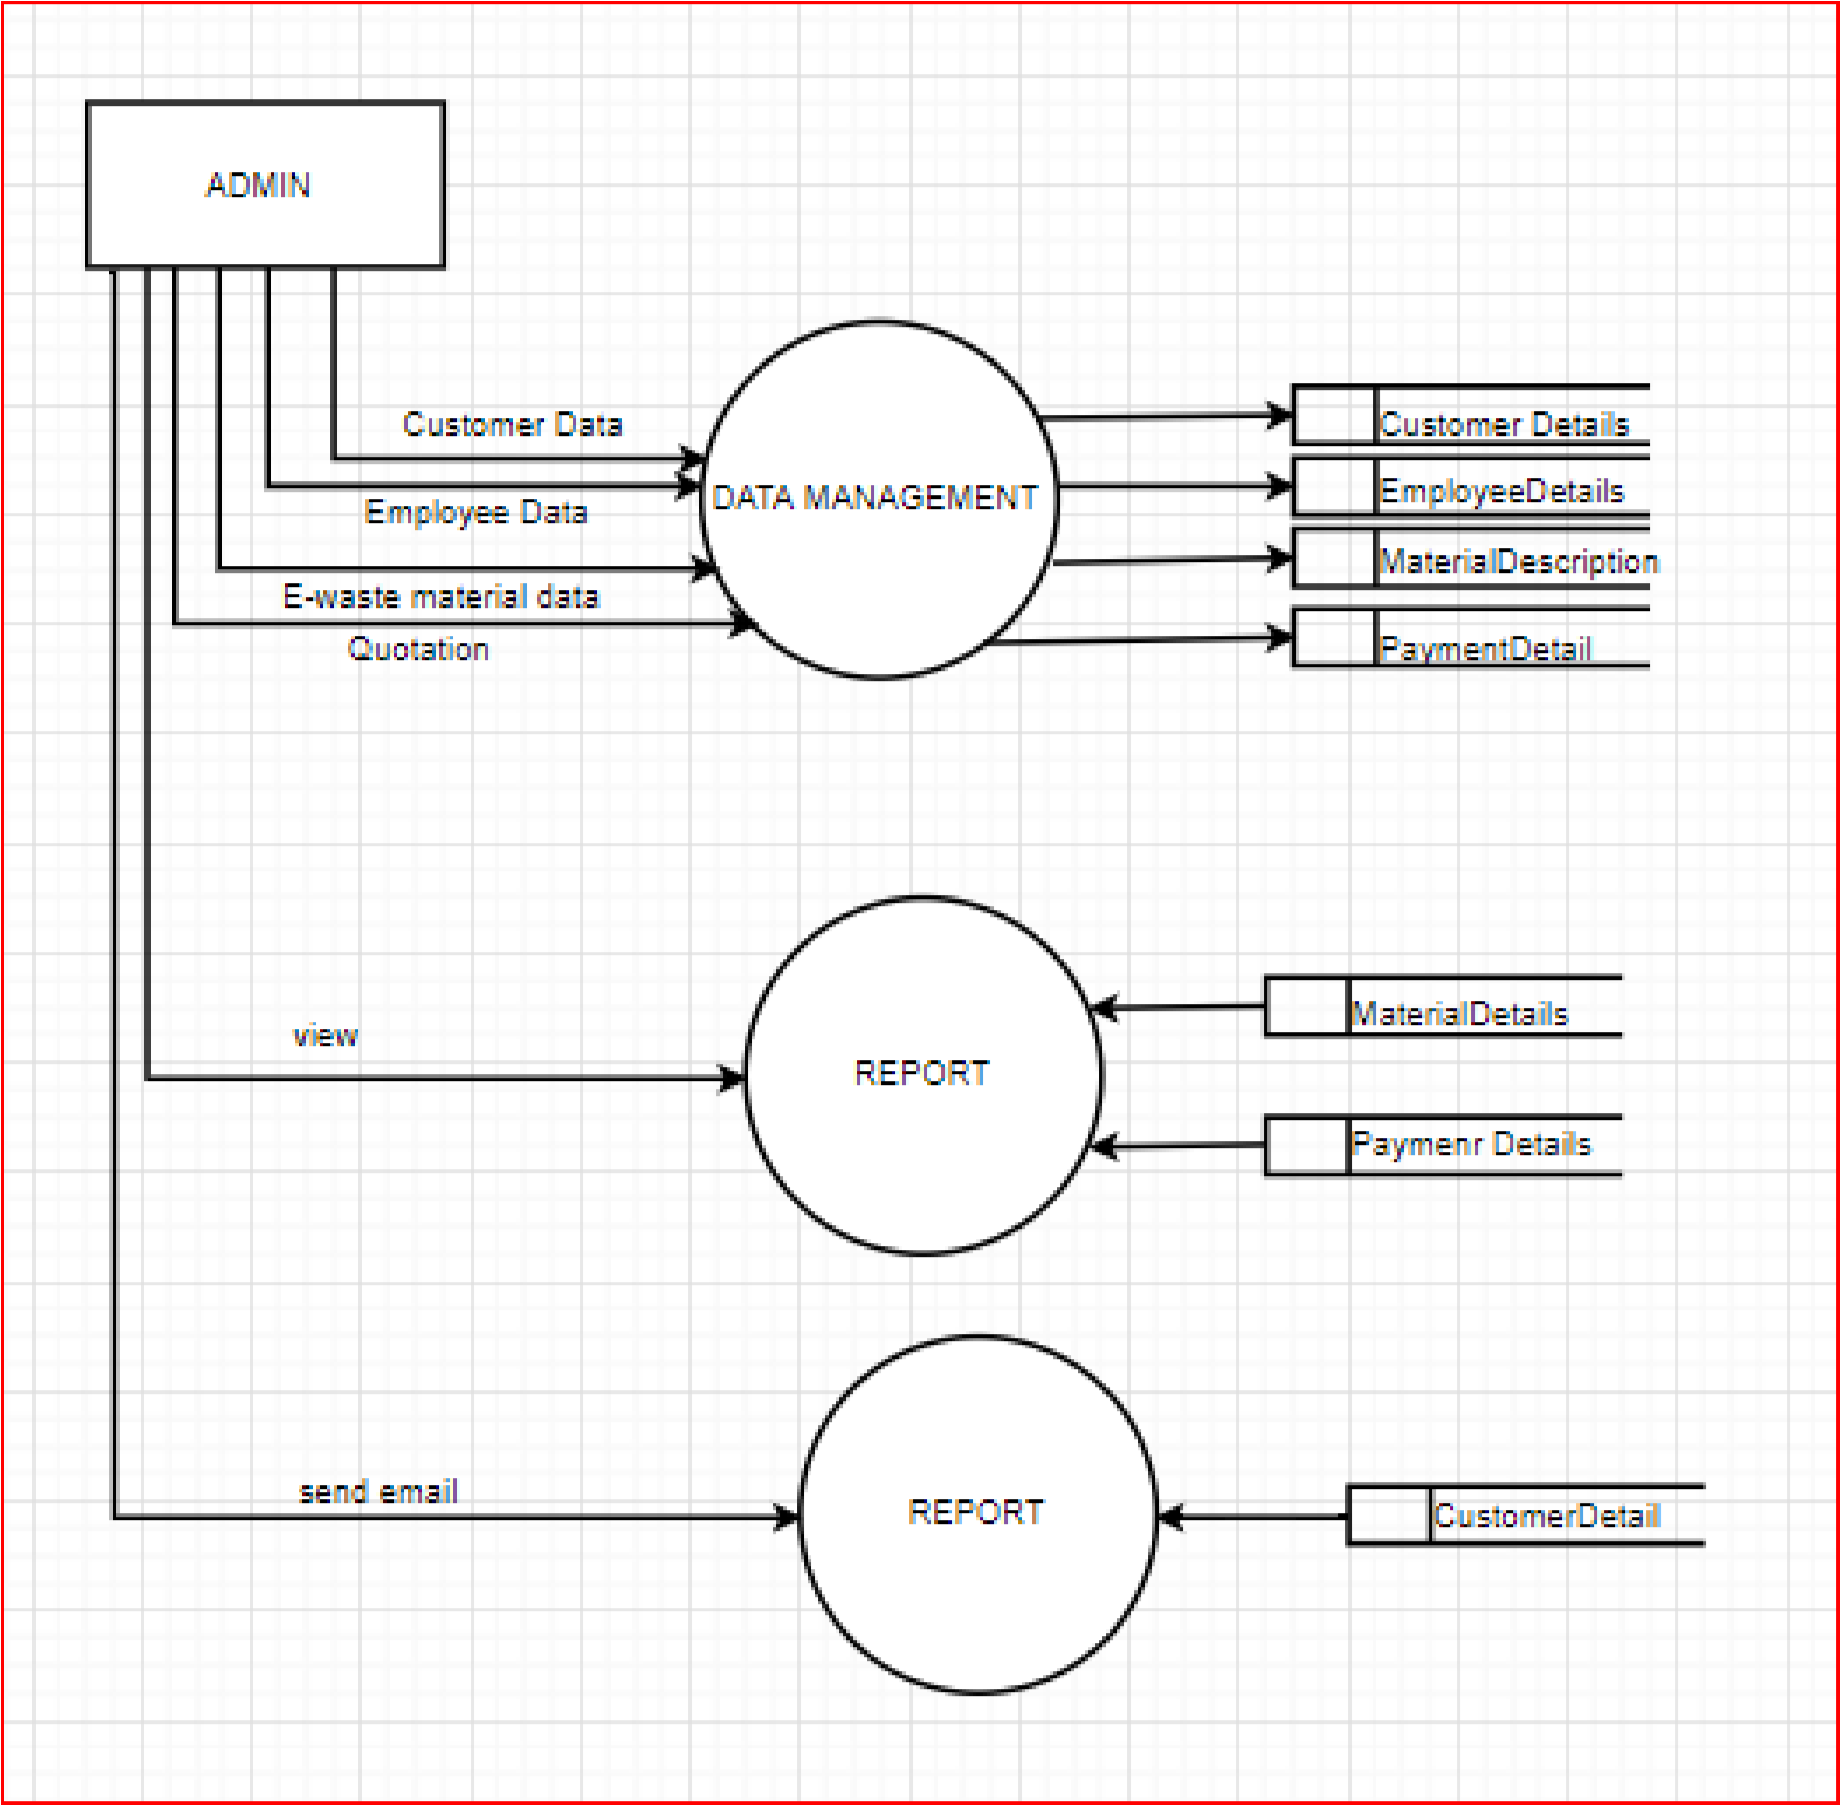 ADMIN
Customer Data
Employee Data
E-waste material data
Quotation
DATA MANAGEMENT
Customer Details
EmployeeDetails
MaterialDescription
PaymentDetail
view
REPORT
MaterialDetails
Paymenr Details
send email
REPORT
CustomerDetail